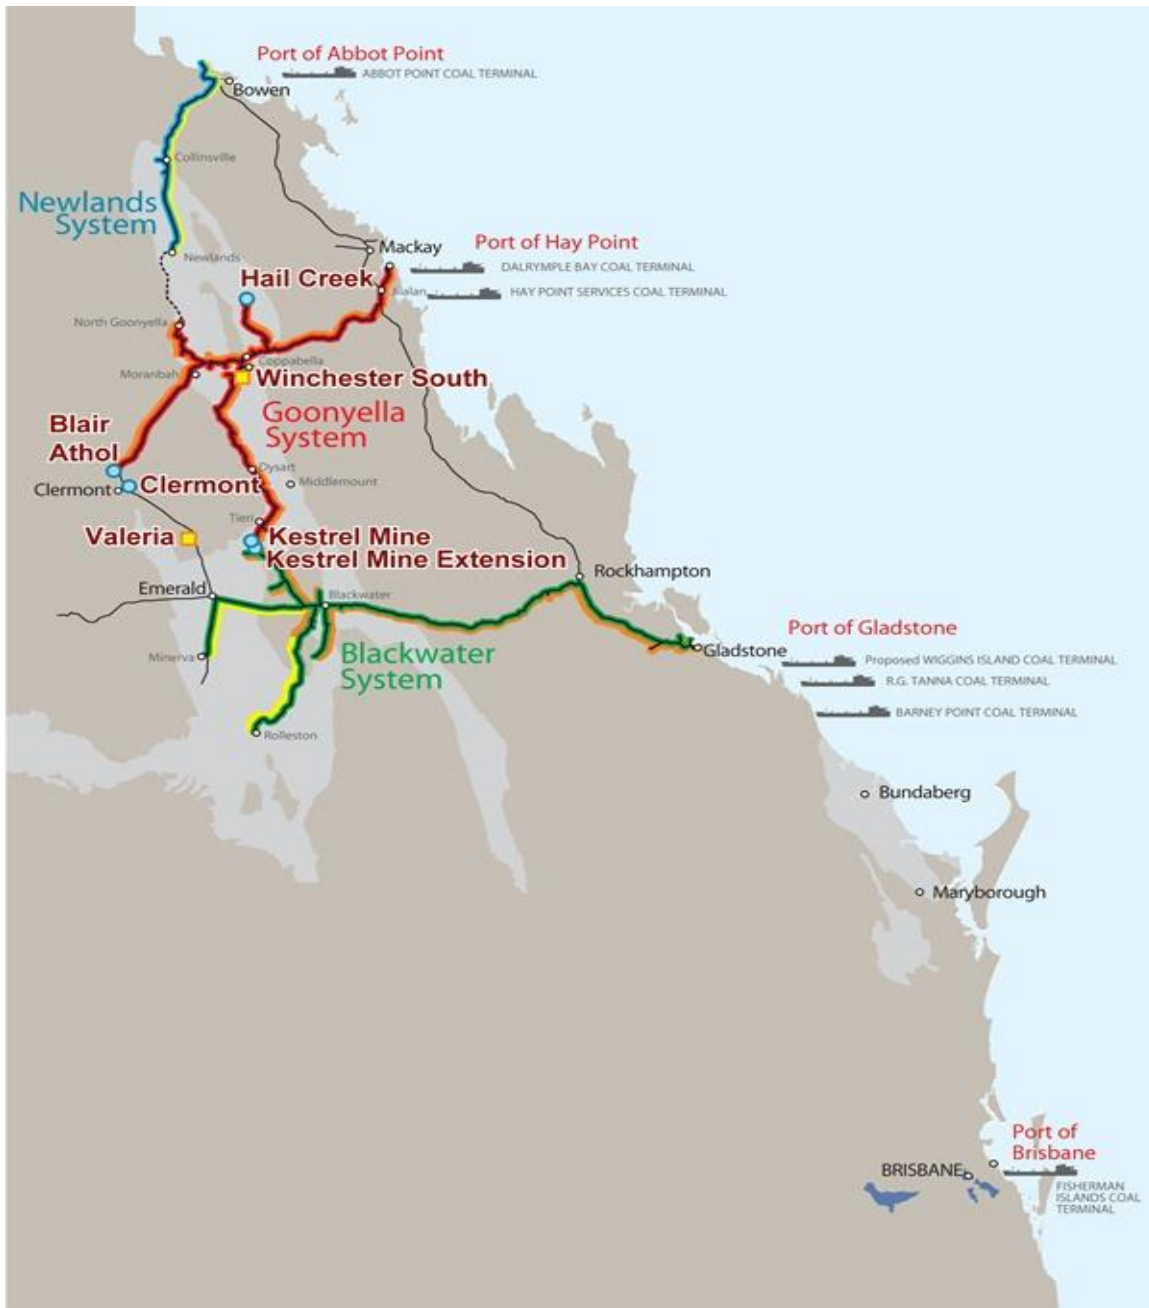 Port of Abbot Point
ABBOT POINT COAL TERMINAL
Bowen
Collinsville
Newlands
System
Newlands
Port of Hay Point
Mackay
DALRYMPLE BAY COAL TERMINAL
Hail Creek
HAY POINT SERVICES COAL TERMINAL
North Goonyella
Coppabella
Moranbah
Winchester South
Goonyella
System
Blair
Athol
Dysart
Middlemount
Clermont
Clermont
Tieri
Valeria
Kestrel Mine
Kestrel Mine Extension
Rockhampton
Emerald
Blackwater
Port of Gladstone
Blackwater
System
Gladstone
Minerva
Proposed WIGGINS ISLAND COAL TERMINAL
R.G. TANNA COAL TERMINAL
BARNEY POINT COAL TERMINAL
Rolleston
Bundaberg
Maryborough
Port of
Brisbane
BRISBANE
FISHERMAN
ISLANDS COAL
TERMINAL